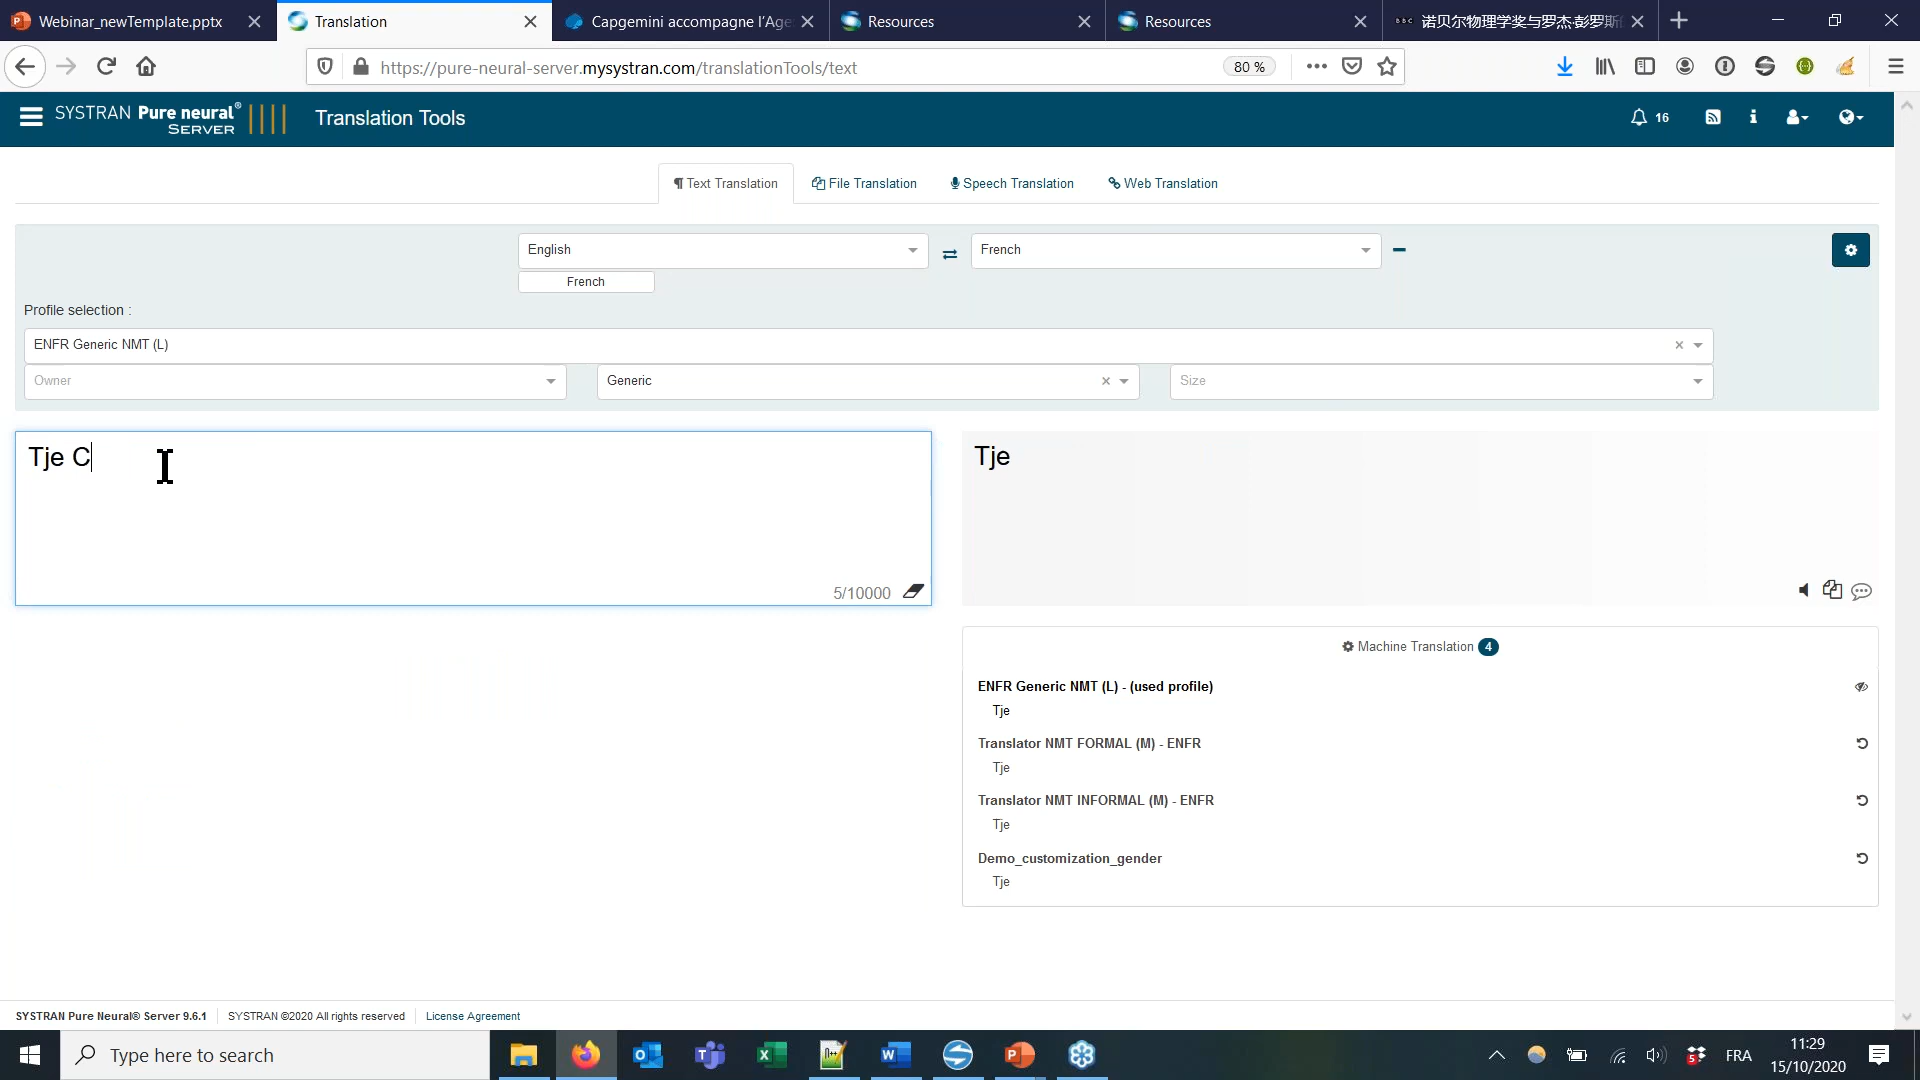 Webinar_newTemplate.pptx
Translation
Capgemini accompagne l'Age
Resources
Resources
BBC 诺贝尔物理学奖与罗杰·彭罗斯
https://pure-neural-server.mysystran.com/translationTools/text
80 %
SYSTRAN Pure neural®
SERVER
Translation Tools
16
Text Translation
File Translation
Speech Translation
Web Translation
English
French
French
Profile selection :
ENFR Generic NMT (L)
Owner
Generic
Size
Tje C
Tje
5/10000
Machine Translation 4
ENFR Generic NMT (L) - (used profile)
Tje
Translator NMT FORMAL (M) - ENFR
Tje
Translator NMT INFORMAL (M) - ENFR
Tje
Demo_customization_gender
Tje
SYSTRAN Pure Neural® Server 9.6.1
SYSTRAN ©2020 All rights reserved
License Agreement
Type here to search
FRA
11:29
15/10/2020